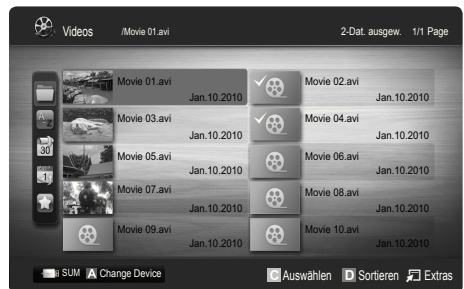 Videos /Movie 01.avi 2-Dat. ausgew. 1/1 Page
Movie 01.avi Movie 02.avi
Jan.10.2010 Jan.10.2010
Movie 03.avi Movie 04.avi
Jan.10.2010 Jan.10.2010
Movie 05.avi Movie 06.avi
Jan.10.2010 Jan.10.2010
Movie 07.avi Movie 08.avi
Jan.10.2010 Jan.10.2010
Movie 09.avi Movie 10.avi
Jan.10.2010 Jan.10.2010
SUM A Change Device C Auswählen D Sortieren Extras